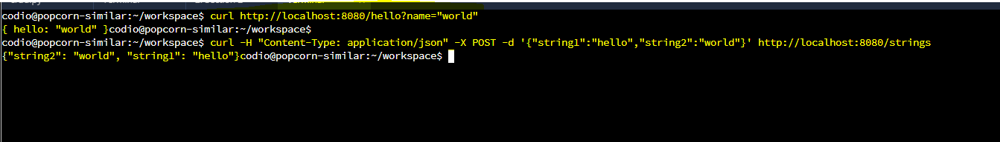 codio@popcorn-similar:~/workspace$ curl http://localhost:8080/hello?name="world"
{ hello: "world" }codio@popcorn-similar:~/workspace$
codio@popcorn-similar:~/workspace$ curl -H "Content-Type: application/json" -X POST -d '{"string1":"hello","string2":"world"}' http://localhost:8080/strings
{"string2": "world", "string1": "hello"}codio@popcorn-similar:~/workspace$